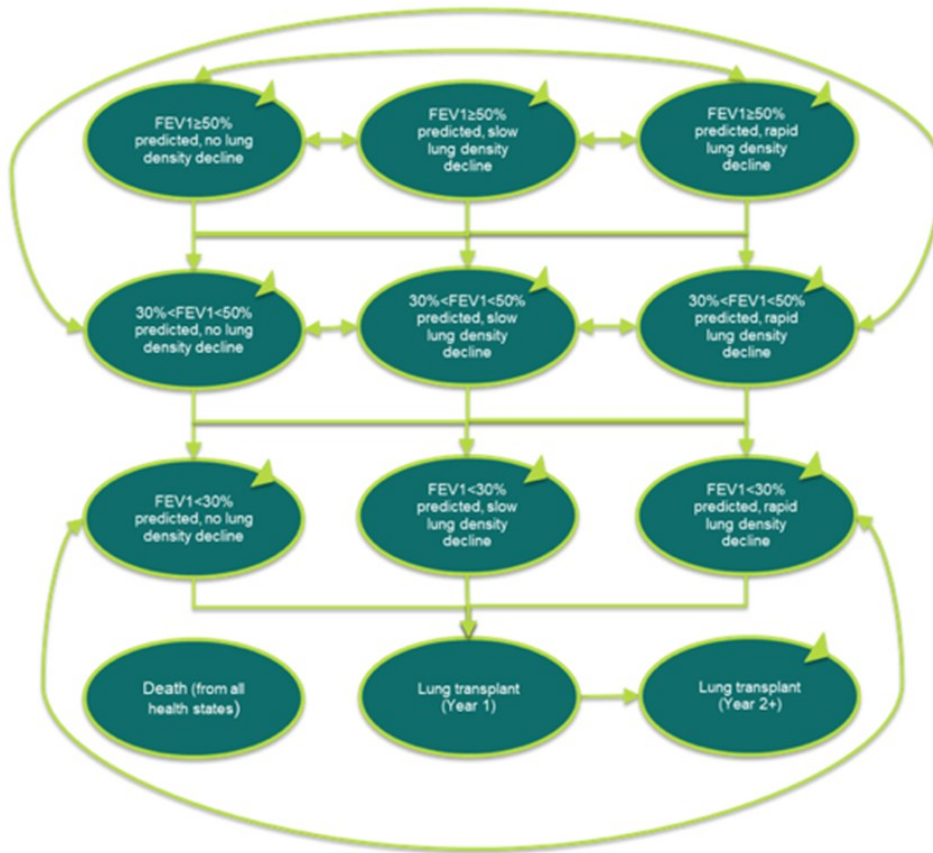 FEV1≥50%
predicted, no lung
density decline
FEV1≥50%
predicted, slow
lung density
decline
FEV1≥50%
predicted, rapid
lung density
decline
30%<FEV1<50%
predicted, no lung
density decline
30%<FEV1<50%
predicted, slow
lung density
decline
30%<FEV1<50%
predicted, rapid
lung density
decline
FEV1<30%
predicted, no lung
density decline
FEV1<30%
predicted, slow
lung density
decline
FEV1<30%
predicted, rapid
lung density
decline
Death (from all
health states)
Lung transplant
(Year 1)
Lung transplant
(Year 2+)